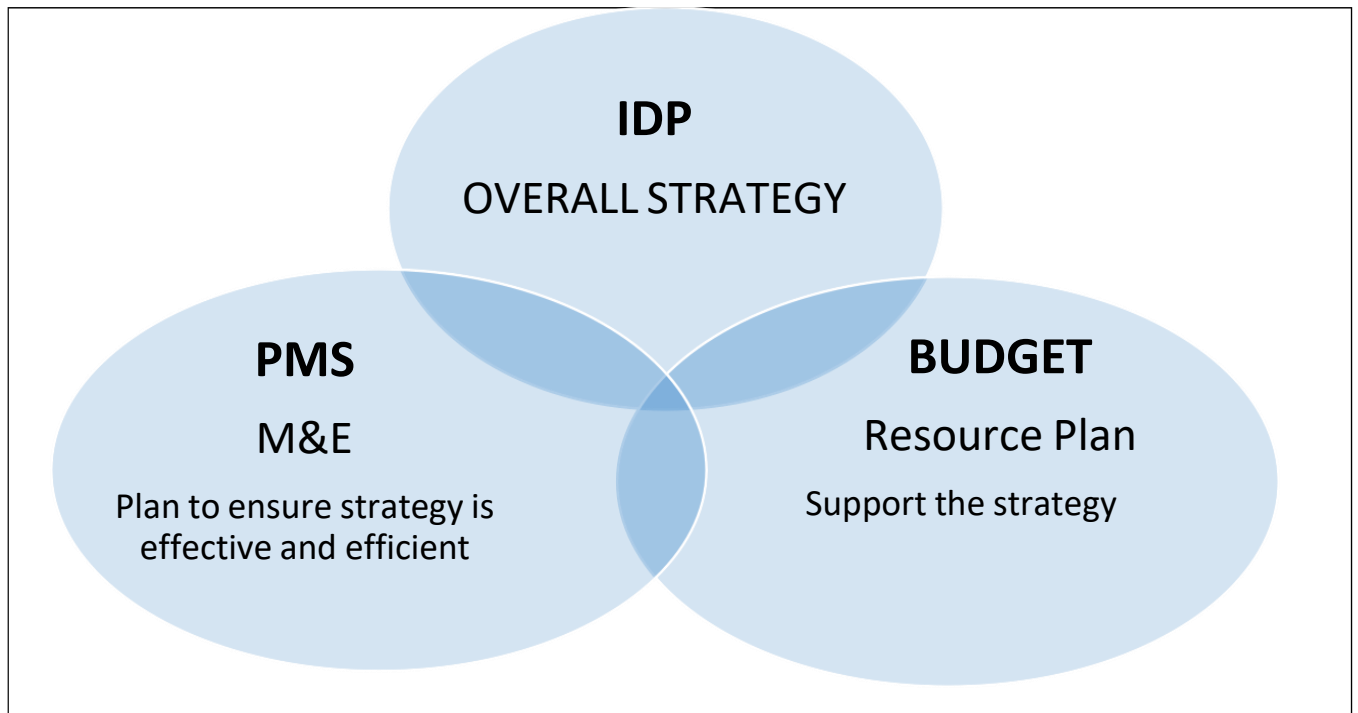 IDP
OVERALL STRATEGY
PMS
M&E
Plan to ensure strategy is
effective and efficient
BUDGET
Resource Plan
Support the strategy